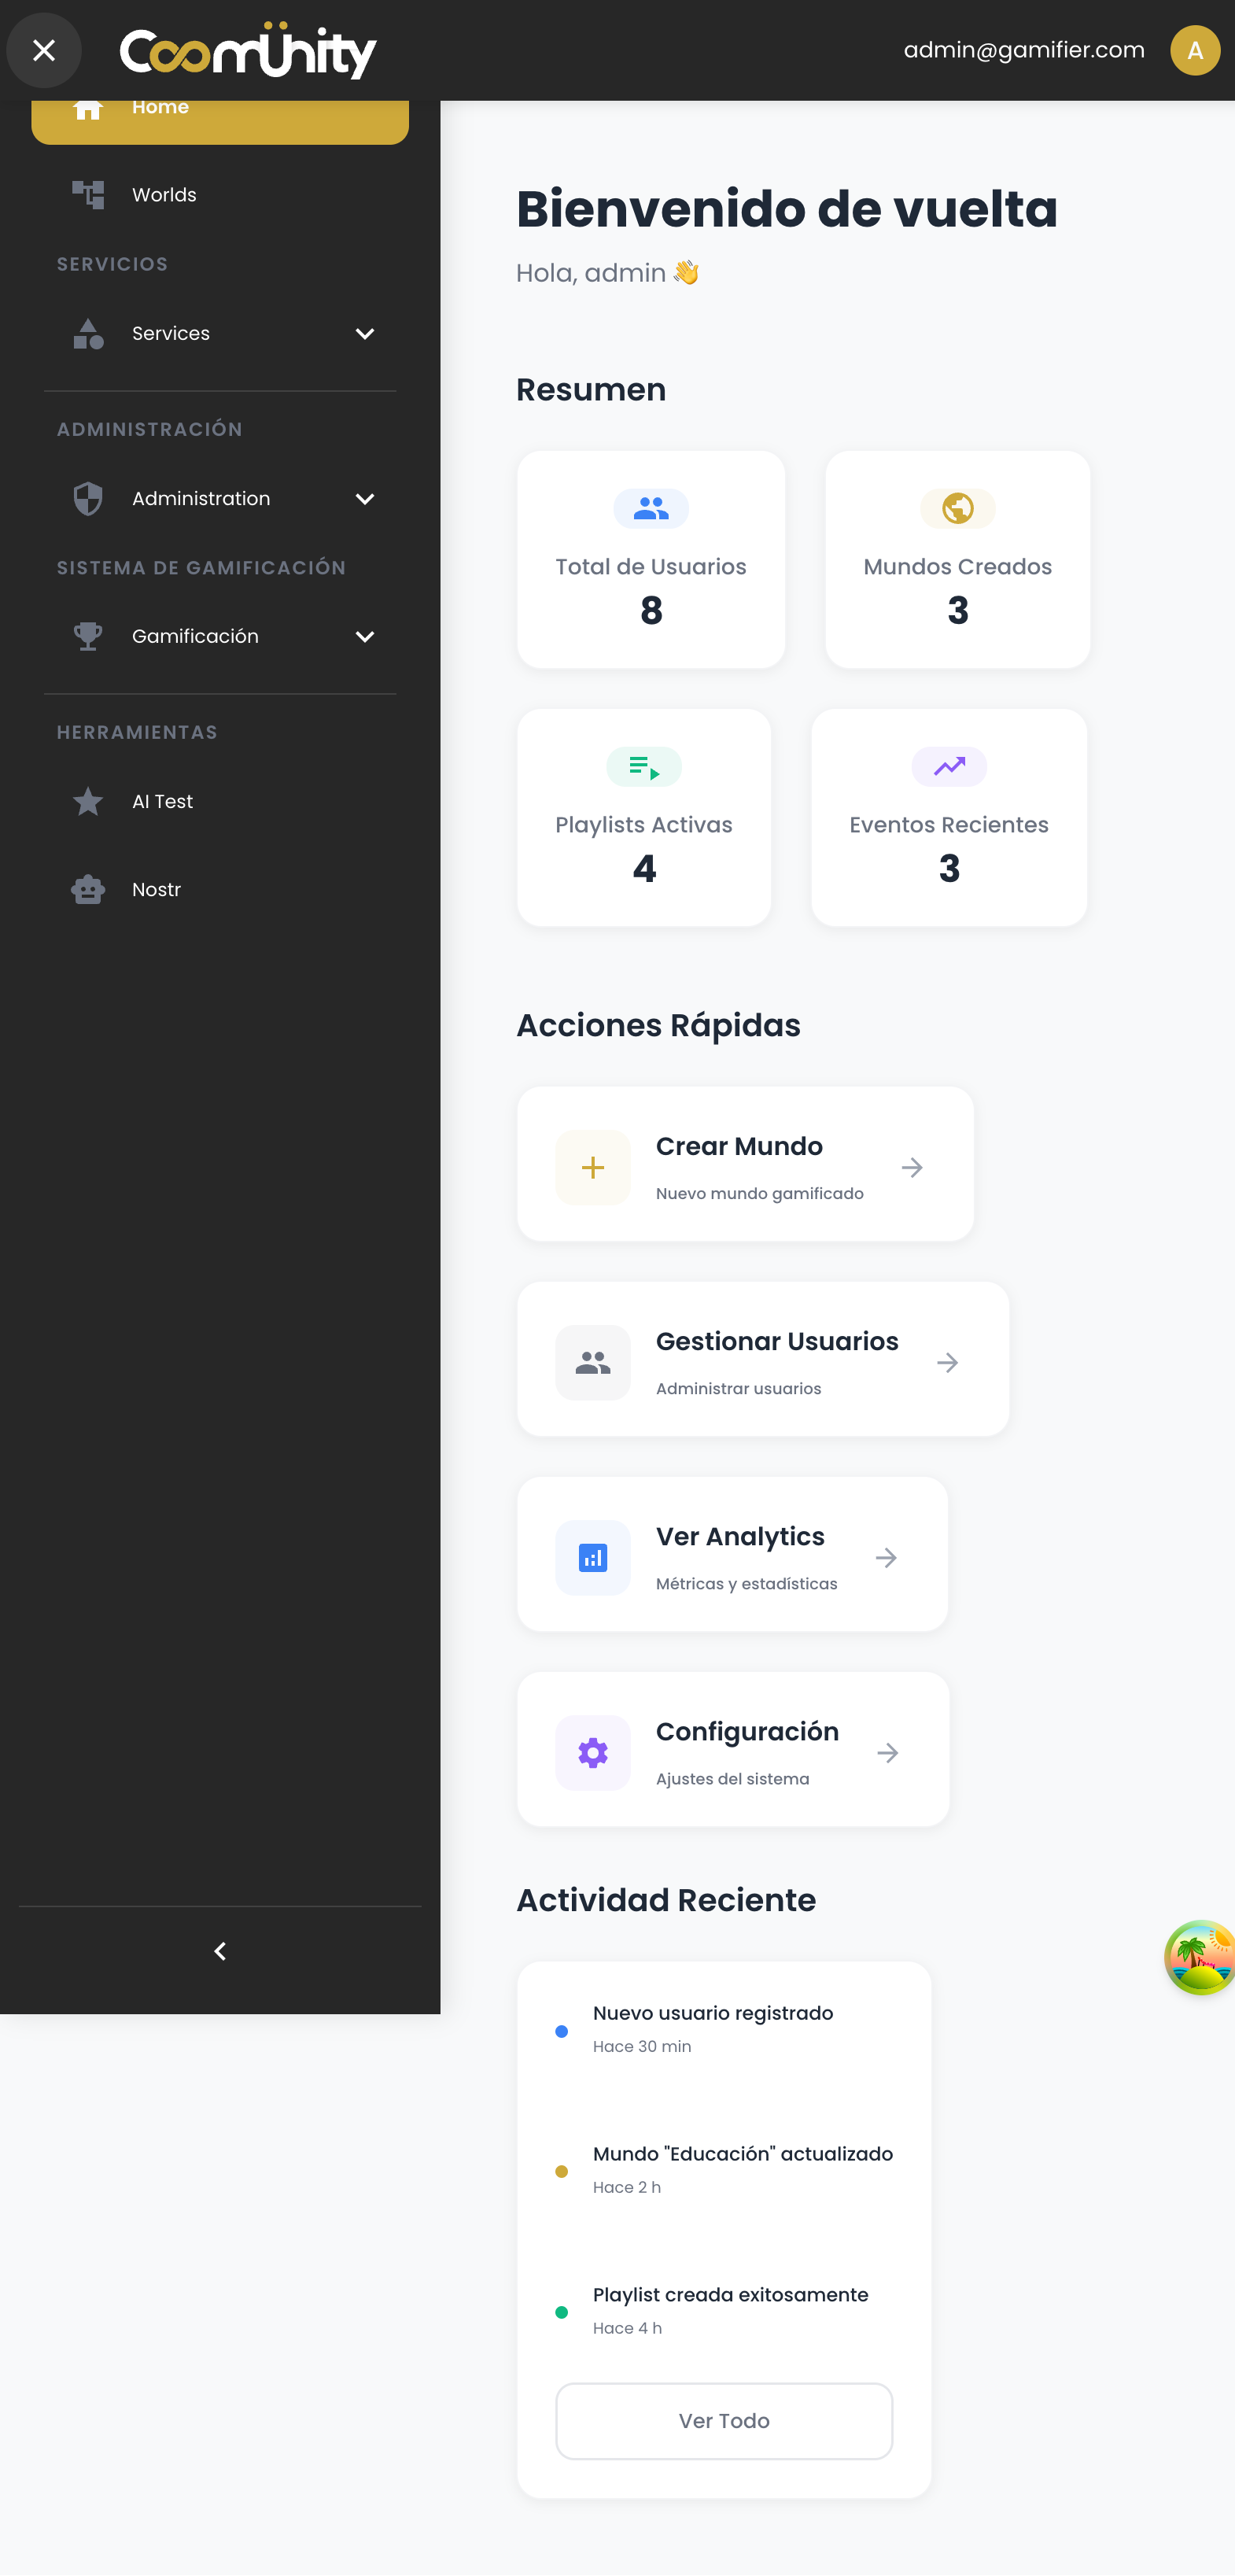 Coomünity
admin@gamifier.com
A
Home
Worlds
SERVICIOS
Services
ADMINISTRACIÓN
Administration
SISTEMA DE GAMIFICACIÓN
Gamificación
HERRAMIENTAS
AI Test
Nostr
Bienvenido de vuelta
Hola, admin 👋
Resumen
Total de Usuarios
8
Mundos Creados
3
Playlists Activas
4
Eventos Recientes
3
Acciones Rápidas
Crear Mundo
Nuevo mundo gamificado
Gestionar Usuarios
Administrar usuarios
Ver Analytics
Métricas y estadísticas
Configuración
Ajustes del sistema
Actividad Reciente
Nuevo usuario registrado
Hace 30 min
Mundo "Educación" actualizado
Hace 2 h
Playlist creada exitosamente
Hace 4 h
Ver Todo